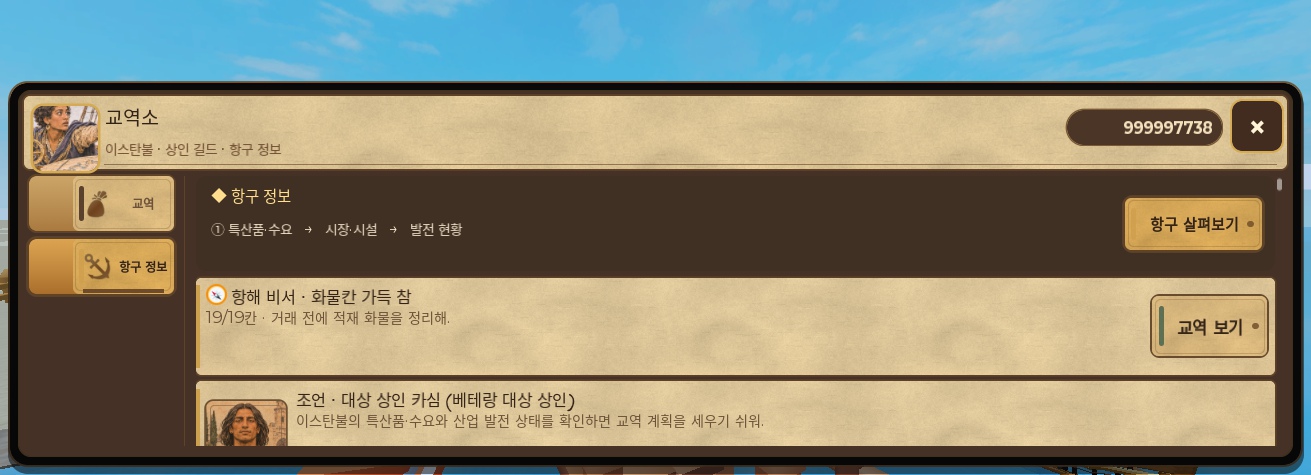 교역소
이스탄불 · 상인 길드 · 항구 정보
999997738
교역
항구 정보
◆ 항구 정보
① 특산품·수요 → 시장·시설 → 발전 현황
항구 살펴보기
항해 비서 · 화물칸 가득 참
19/19칸 · 거래 전에 적재 화물을 정리해.
교역 보기
조언 · 대상 상인 카심 (베테랑 대상 상인)
이스탄불의 특산품·수요와 산업 발전 상태를 확인하면 교역 계획을 세우기 쉬워.